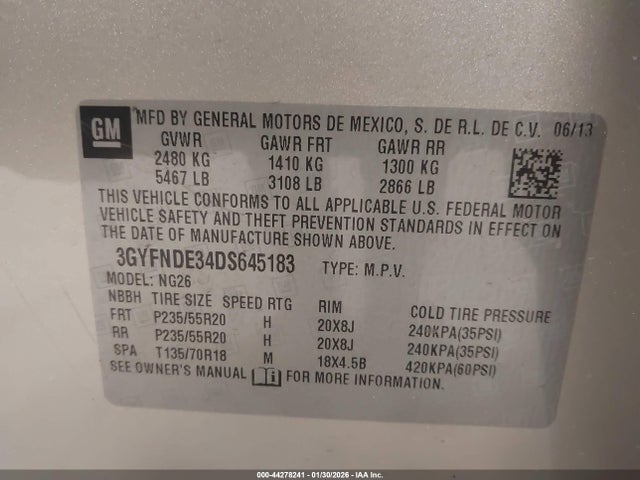 GM
MFD BY GENERAL MOTORS DE MEXICO, S. DE R.L. DE C.V. 06/13
GVWR GAWR FRT GAWR RR
2480 KG 1410 KG 1300 KG
5467 LB 3108 LB 2866 LB
THIS VEHICLE CONFORMS TO ALL APPLICABLE U.S. FEDERAL MOTOR
VEHICLE SAFETY AND THEFT PREVENTION STANDARDS IN EFFECT ON
THE DATE OF MANUFACTURE SHOWN ABOVE.
3GYFNDE34DS645183 TYPE: M.P.V.
MODEL: NG26
NBBH TIRE SIZE SPEED RTG RIM COLD TIRE PRESSURE
FRT P235/55R20 H 20X8J 240KPA(35PSI)
RR P235/55R20 H 20X8J 240KPA(35PSI)
SPA T135/70R18 M 18X4.5B 420KPA(60PSI)
SEE OWNER'S MANUAL FOR MORE INFORMATION.
000-44278241 - 01/30/2026 - IAA Inc.